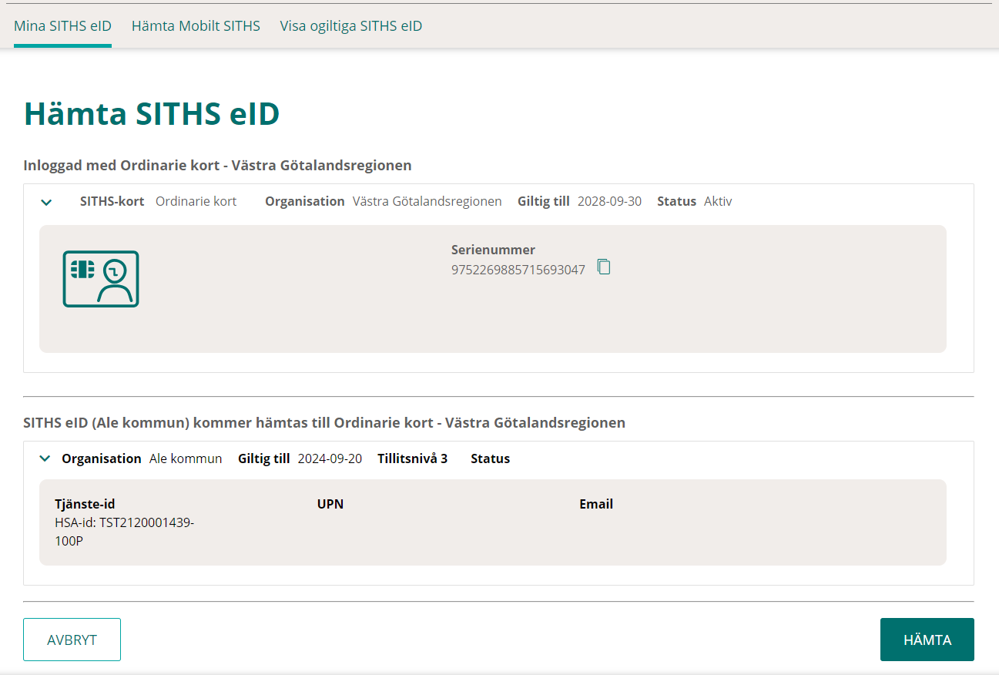 Mina SITHS eID Hämta Mobilt SITHS Visa ogiltiga SITHS eID
Hämta SITHS eID
Inloggad med Ordinarie kort - Västra Götalandsregionen
SITHS-kort Ordinarie kort Organisation Västra Götalandsregionen Giltig till 2028-09-30 Status Aktiv
Serienummer
9752269885715693047
SITHS eID (Ale kommun) kommer hämtas till Ordinarie kort - Västra Götalandsregionen
Organisation Ale kommun Giltig till 2024-09-20 Tillitsnivå 3 Status
Tjänste-id UPN Email
HSA-id: TST2120001439-
100P
AVBRYT HÄMTA